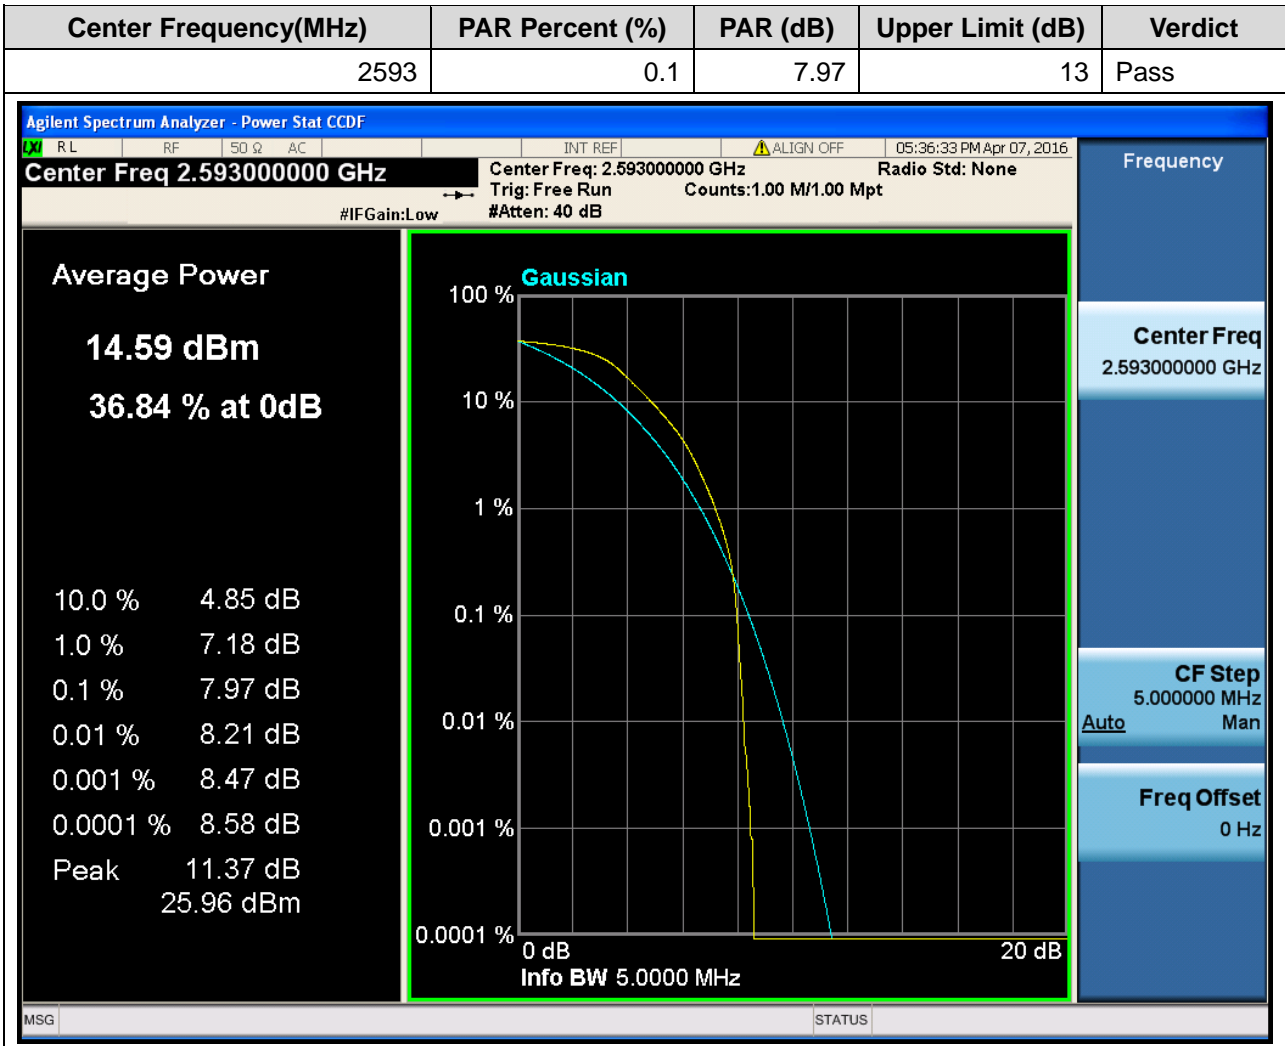 Center Frequency(MHz) PAR Percent (%) PAR (dB) Upper Limit (dB) Verdict
2593 0.1 7.97 13 Pass
Agilent Spectrum Analyzer - Power Stat CCDF
LXI RL RF 50 Ω AC INT REF ALIGN OFF 05:36:33 PM Apr 07, 2016
Center Freq 2.593000000 GHz
#IFGain:Low
Center Freq: 2.593000000 GHz Radio Std: None
Trig: Free Run Counts:1.00 M/1.00 Mpt
#Atten: 40 dB
Average Power
14.59 dBm
36.84 % at 0dB
10.0 % 4.85 dB
1.0 % 7.18 dB
0.1 % 7.97 dB
0.01 % 8.21 dB
0.001 % 8.47 dB
0.0001 % 8.58 dB
Peak 11.37 dB
25.96 dBm
Gaussian
100 %
10 %
1 %
0.1 %
0.01 %
0.001 %
0.0001 %
0 dB 20 dB
Info BW 5.0000 MHz
Frequency
Center Freq
2.593000000 GHz
CF Step
5.000000 MHz
Auto Man
Freq Offset
0 Hz
MSG STATUS